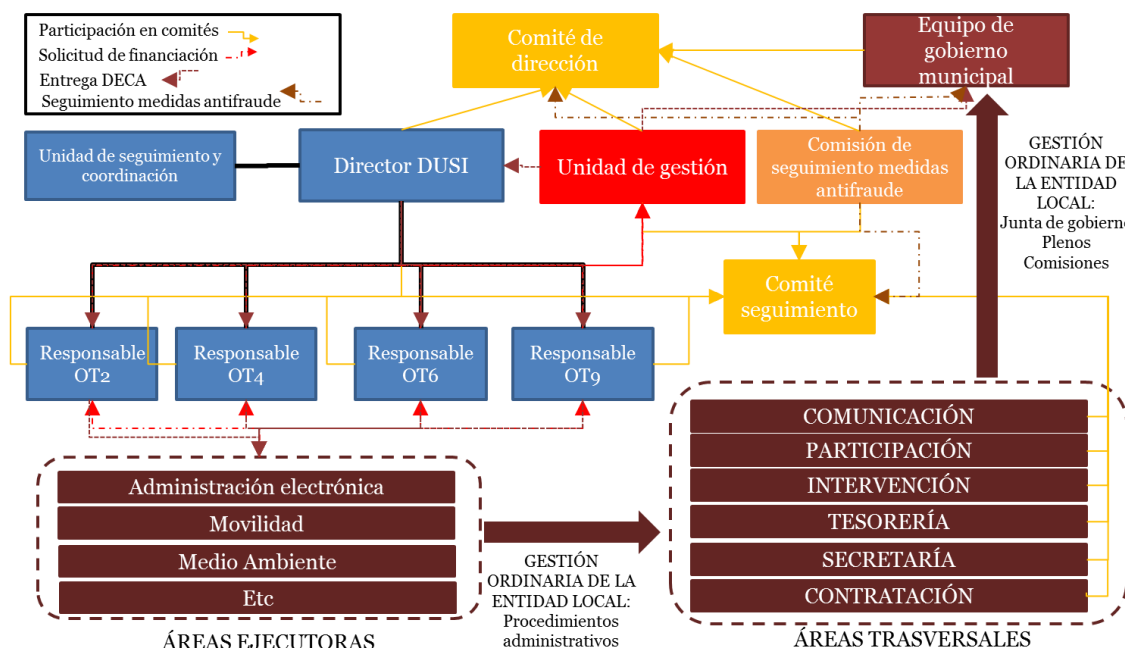 Participación en comités
Solicitud de financiación
Entrega DECA
Seguimiento medidas antifraude
Comité de
dirección
Equipo de
gobierno
municipal
Unidad de seguimiento y
coordinación
Director DUSI
Unidad de gestión
Comisión de
seguimiento medidas
antifraude
GESTIÓN
ORDINARIA DE
LA ENTIDAD
LOCAL:
Junta de gobierno
Plenos
Comisiones
Comité
seguimiento
Responsable
OT2
Responsable
OT4
Responsable
OT6
Responsable
OT9
Administración electrónica
Movilidad
Medio Ambiente
Etc
ÁREAS EJECUTORAS
GESTIÓN
ORDINARIA DE LA
ENTIDAD LOCAL:
Procedimientos
administrativos
COMUNICACIÓN
PARTICIPACIÓN
INTERVENCIÓN
TESORERÍA
SECRETARÍA
CONTRATACIÓN
ÁREAS TRASVERSALES